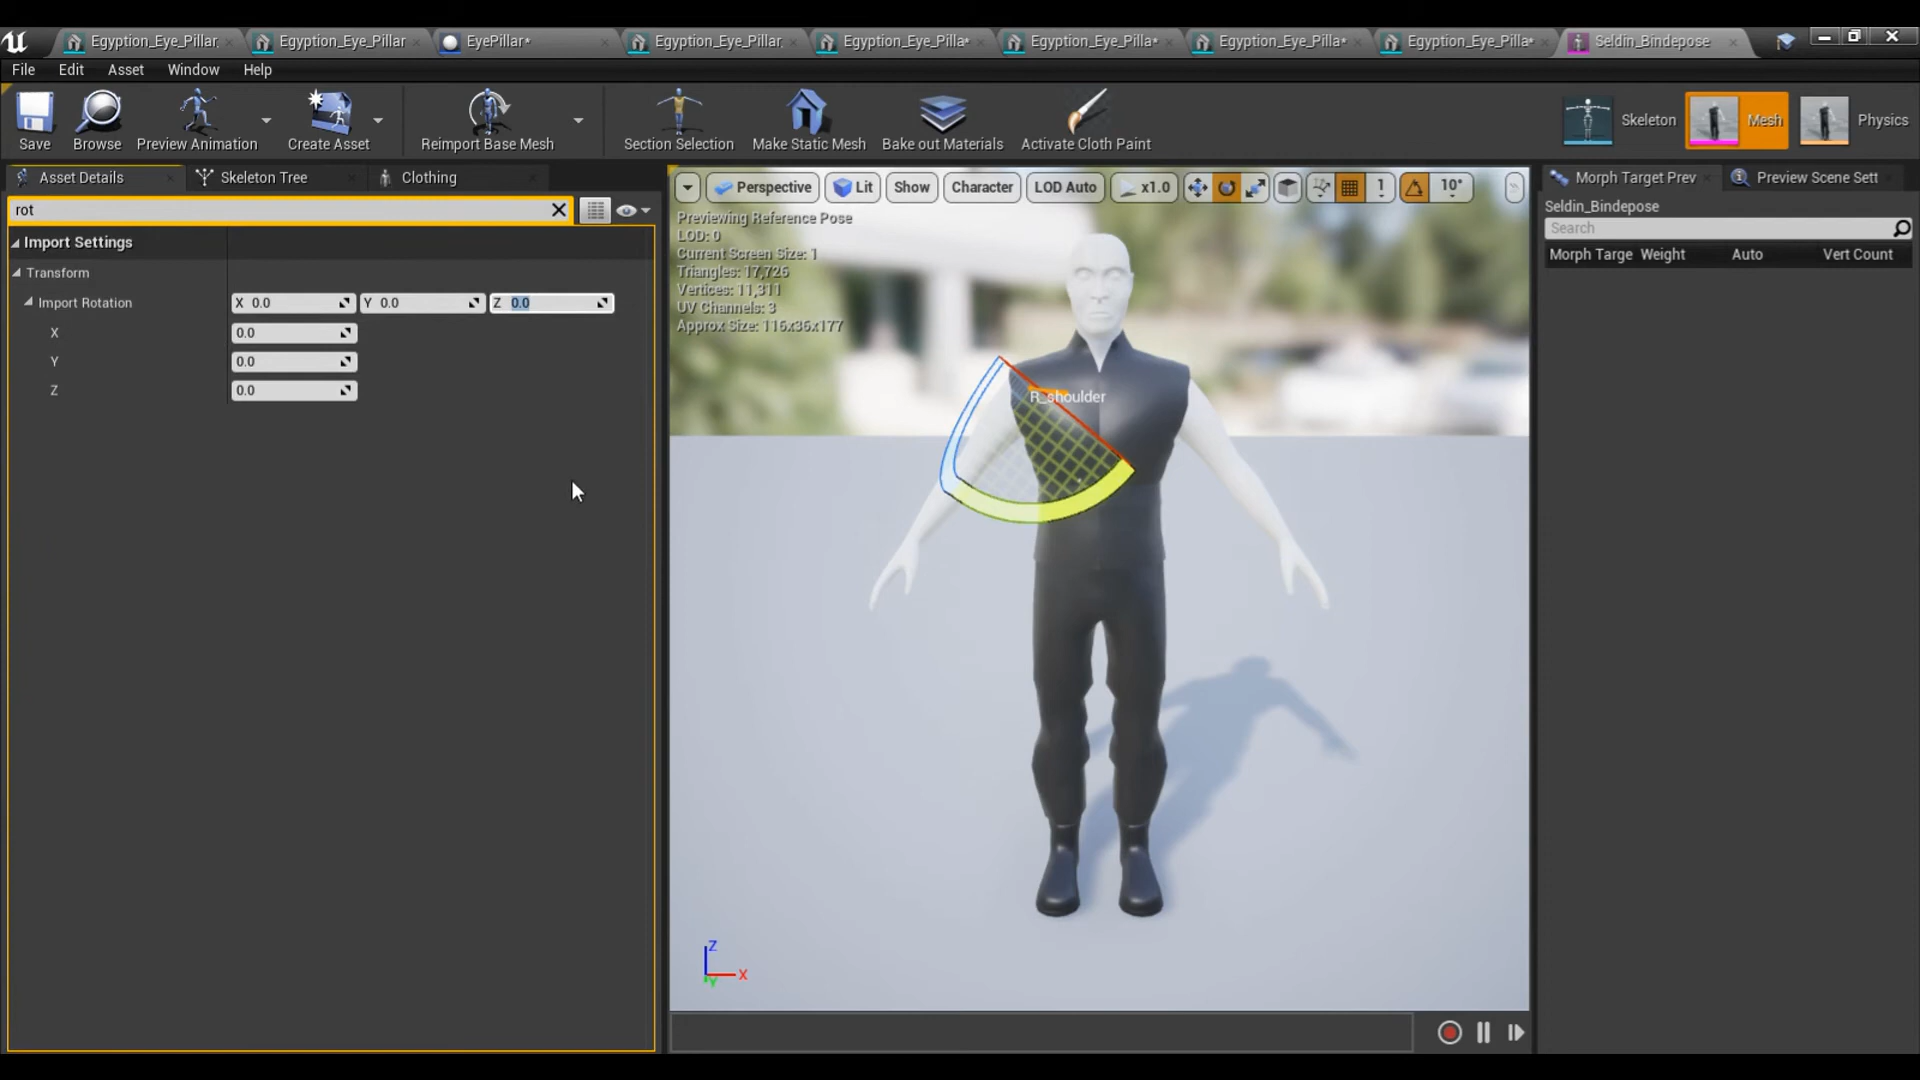 Egyption_Eye_Pillar
Egyption_Eye_Pillar
EyePillar*
Egyption_Eye_Pillar
Egyption_Eye_Pilla*
Egyption_Eye_Pilla*
Egyption_Eye_Pilla*
Egyption_Eye_Pilla*
Seldin_Bindepose
File Edit Asset Window Help
Save
Browse
Preview Animation
Create Asset
Reimport Base Mesh
Section Selection
Make Static Mesh
Bake out Materials
Activate Cloth Paint
Skeleton
Mesh
Physics
Asset Details
Skeleton Tree
Clothing
rot
Import Settings
Transform
Import Rotation X 0.0 Y 0.0 Z 0.0
X 0.0
Y 0.0
Z 0.0
Perspective Lit Show Character LOD Auto x1.0 1 10°
Previewing Reference Pose
LOD: 0
Current Screen Size: 1
Triangles: 17,726
Vertices: 11,311
UV Channels: 3
Approx Size: 116x36x177
R_shoulder
Z
X
Y
Morph Target Prev
Preview Scene Sett
Seldin_Bindepose
Search
Morph Targe Weight Auto Vert Count